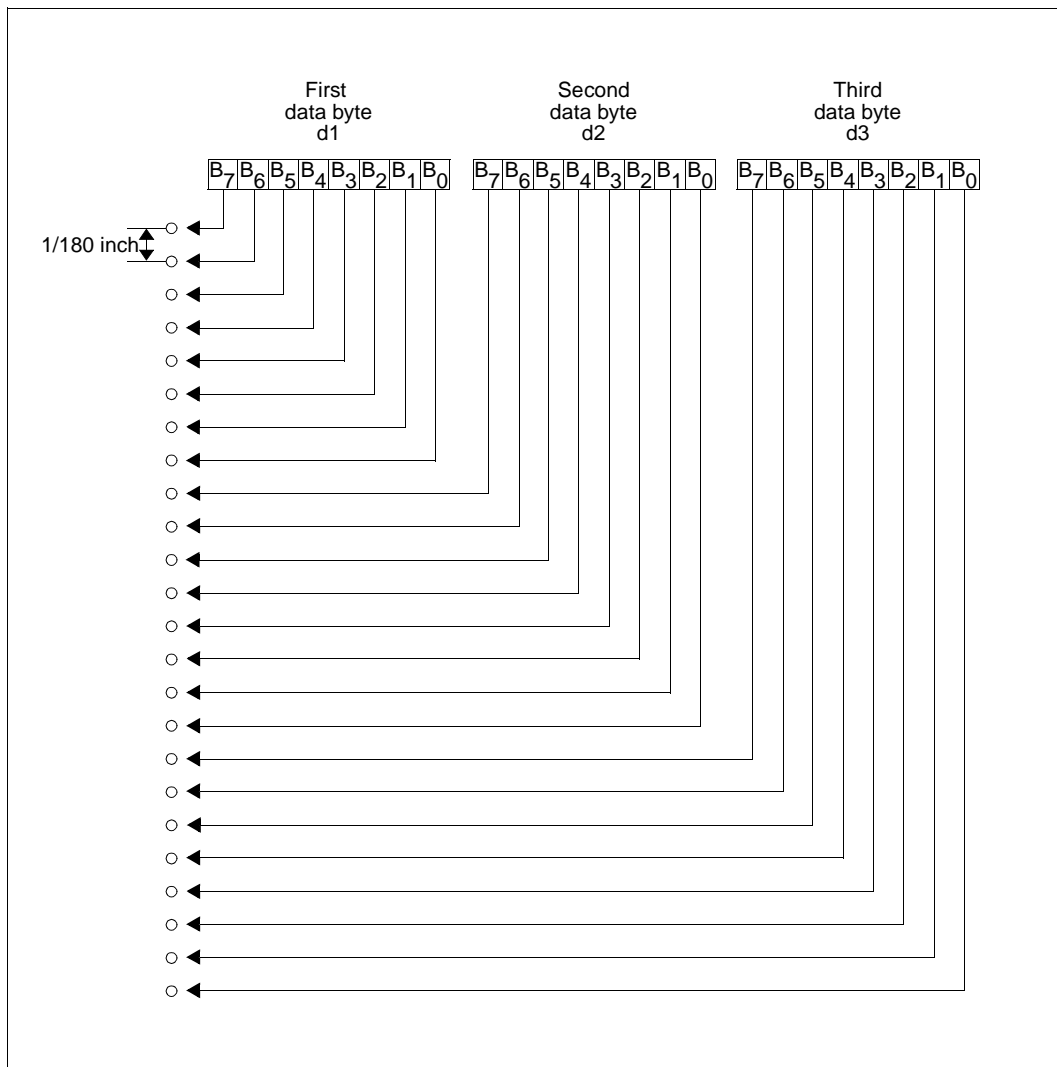 First
data byte
d1
Second
data byte
d2
Third
data byte
d3
B7 B6 B5 B4 B3 B2 B1 B0
B7 B6 B5 B4 B3 B2 B1 B0
B7 B6 B5 B4 B3 B2 B1 B0
1/180 inch